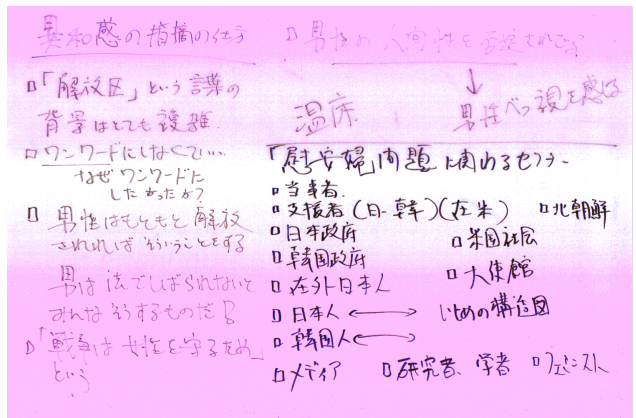 異和感の指摘の仕方
「解放区」という言葉の
背景はとても複雑.
ワンワードにしなくていい..
なぜワンワードに
したかったか?
男性はもともと解放
されればそういうことをする
男は法でしばられないと
みんなそうするものだ!
「戦争は女性を守るため」
という
男性の人間性を否定されている
↓
温床 男性べっ視を感じる
「慰安婦」問題に関わるセクター
当事者.
支援者(日-韓)(在米) 北朝鮮
日本政府 米国社会
韓国政府 大使館
在外日本人
日本人 ←→ いじめの構造図
韓国人 ←→
メディア 研究者、学者 フェミニスト